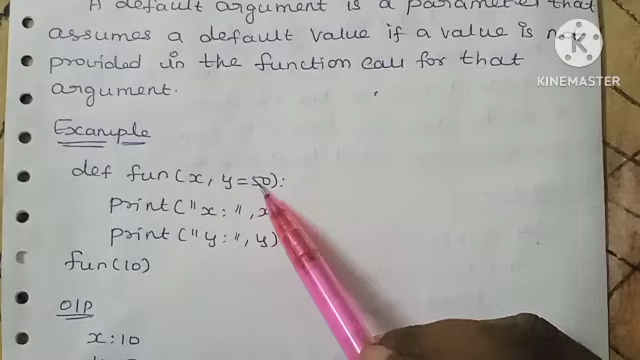 A default argument is a parameter that
assumes a default value if a value is not
provided in the function call for that
argument.
Example
def fun(x, y=50):
print("x:", x
print("y:", y)
fun(10)
O/P
x:10
KINEMASTER